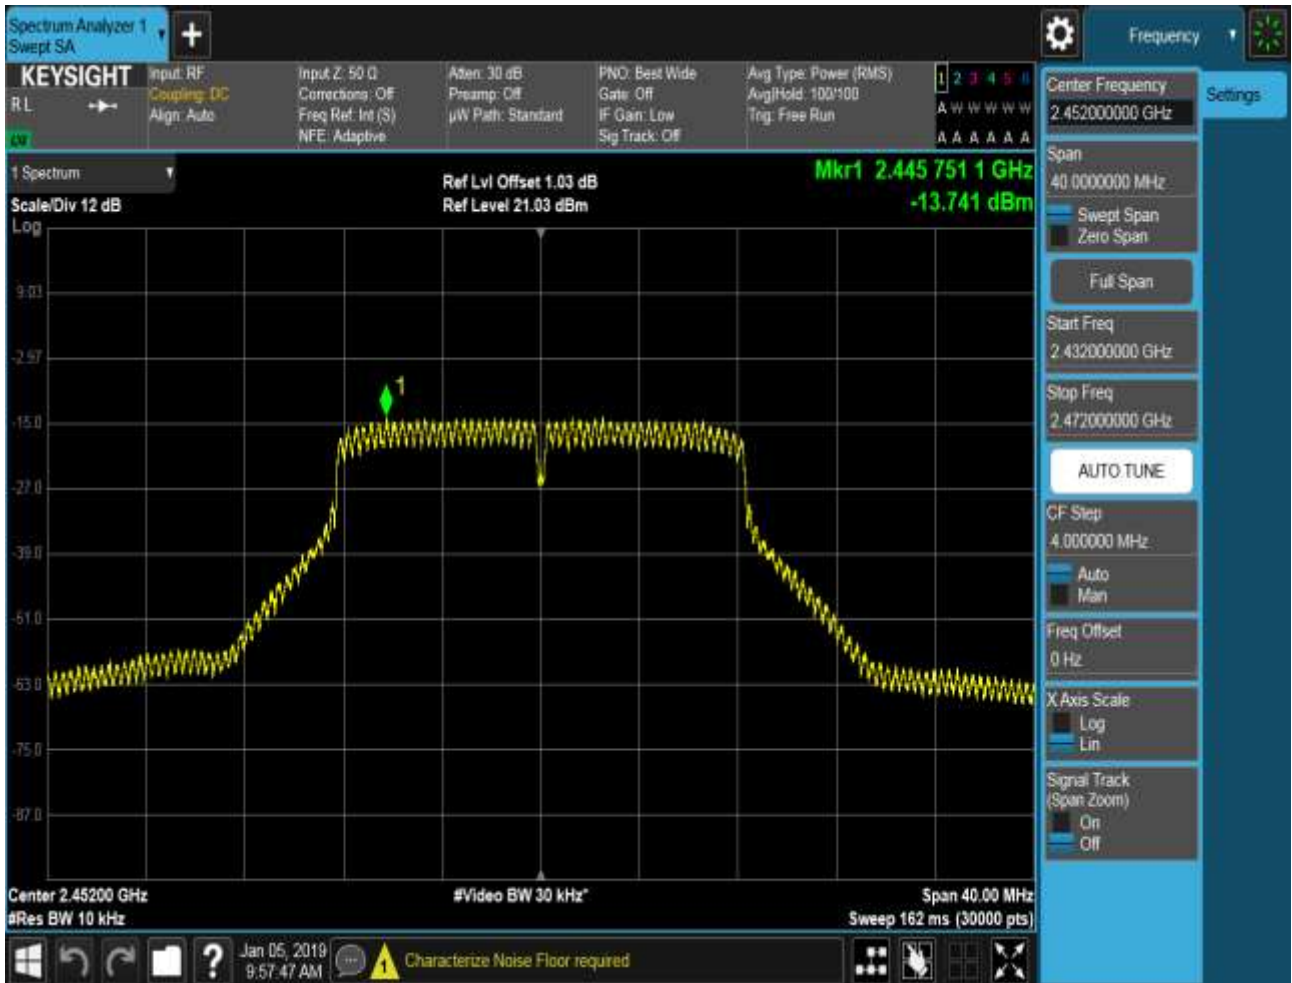 Spectrum Analyzer 1
Swept SA
+
Frequency
KEYSIGHT
RL
Input: RF
Coupling: DC
Align: Auto
Input Z: 50 Ω
Corrections: Off
Freq Ref: Int (S)
NFE: Adaptive
Atten: 30 dB
Preamp: Off
µW Path: Standard
PNO: Best Wide
Gate: Off
IF Gain: Low
Sig Track: Off
Avg Type: Power (RMS)
Avg|Hold: 100/100
Trig: Free Run
1 2 3 4 5 6
A W W W W W
A A A A A A
1 Spectrum
Scale/Div 12 dB
Log
Ref Lvl Offset 1.03 dB
Ref Level 21.03 dBm
Mkr1 2.445 751 1 GHz
-13.741 dBm
9.03
-2.97
-15.0
-27.0
-39.0
-51.0
-63.0
-75.0
-87.0
1
Center 2.45200 GHz
#Res BW 10 kHz
#Video BW 30 kHz*
Span 40.00 MHz
Sweep 162 ms (30000 pts)
Center Frequency
2.452000000 GHz
Settings
Span
40.0000000 MHz
Swept Span
Zero Span
Full Span
Start Freq
2.432000000 GHz
Stop Freq
2.472000000 GHz
AUTO TUNE
CF Step
4.000000 MHz
Auto
Man
Freq Offset
0 Hz
X Axis Scale
Log
Lin
Signal Track
(Span Zoom)
On
Off
?
Jan 05, 2019
9:57:47 AM
1
Characterize Noise Floor required